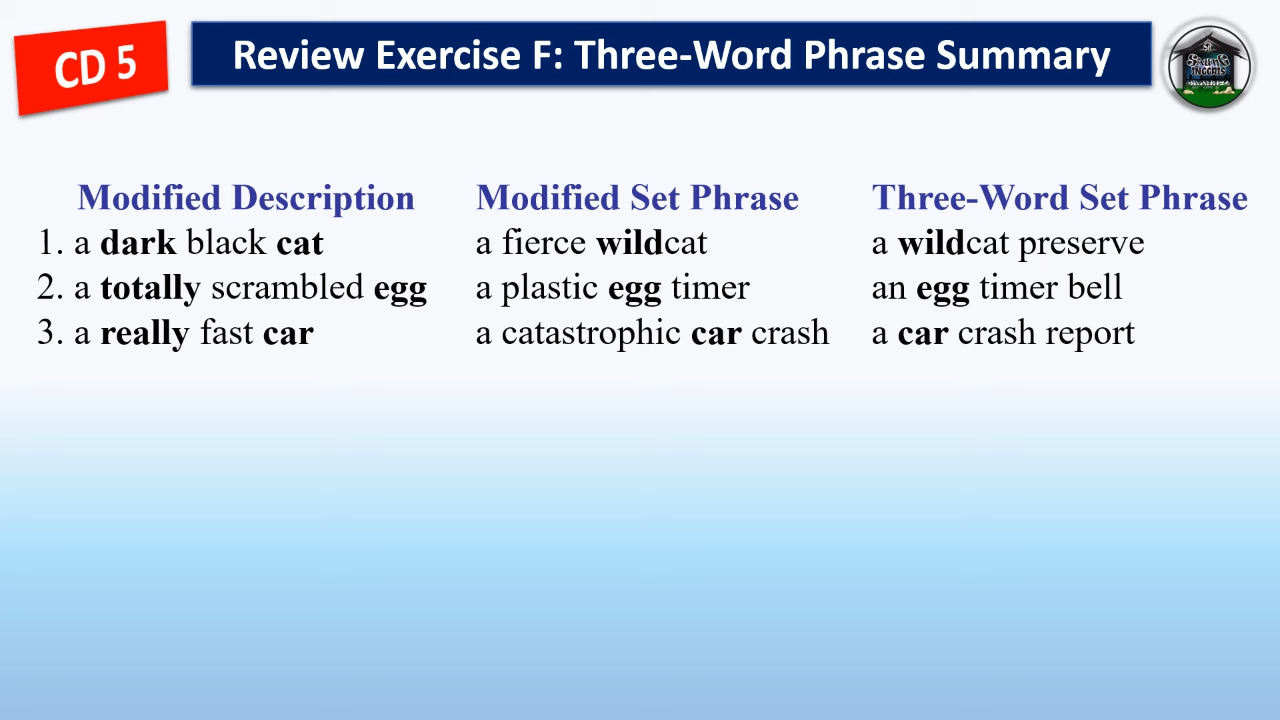 CD 5
Review Exercise F: Three-Word Phrase Summary
Modified Description Modified Set Phrase Three-Word Set Phrase
1. a dark black cat a fierce wildcat a wildcat preserve
2. a totally scrambled egg a plastic egg timer an egg timer bell
3. a really fast car a catastrophic car crash a car crash report
INGGRIS